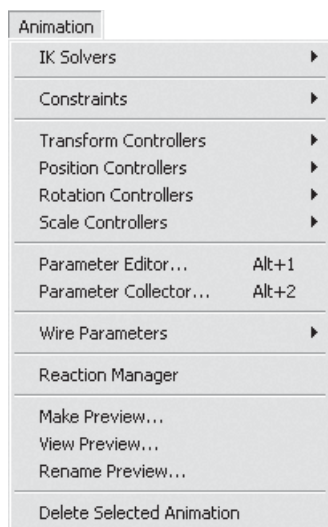 Animation
IK Solvers
Constraints
Transform Controllers
Position Controllers
Rotation Controllers
Scale Controllers
Parameter Editor... Alt+1
Parameter Collector... Alt+2
Wire Parameters
Reaction Manager
Make Preview...
View Preview...
Rename Preview...
Delete Selected Animation